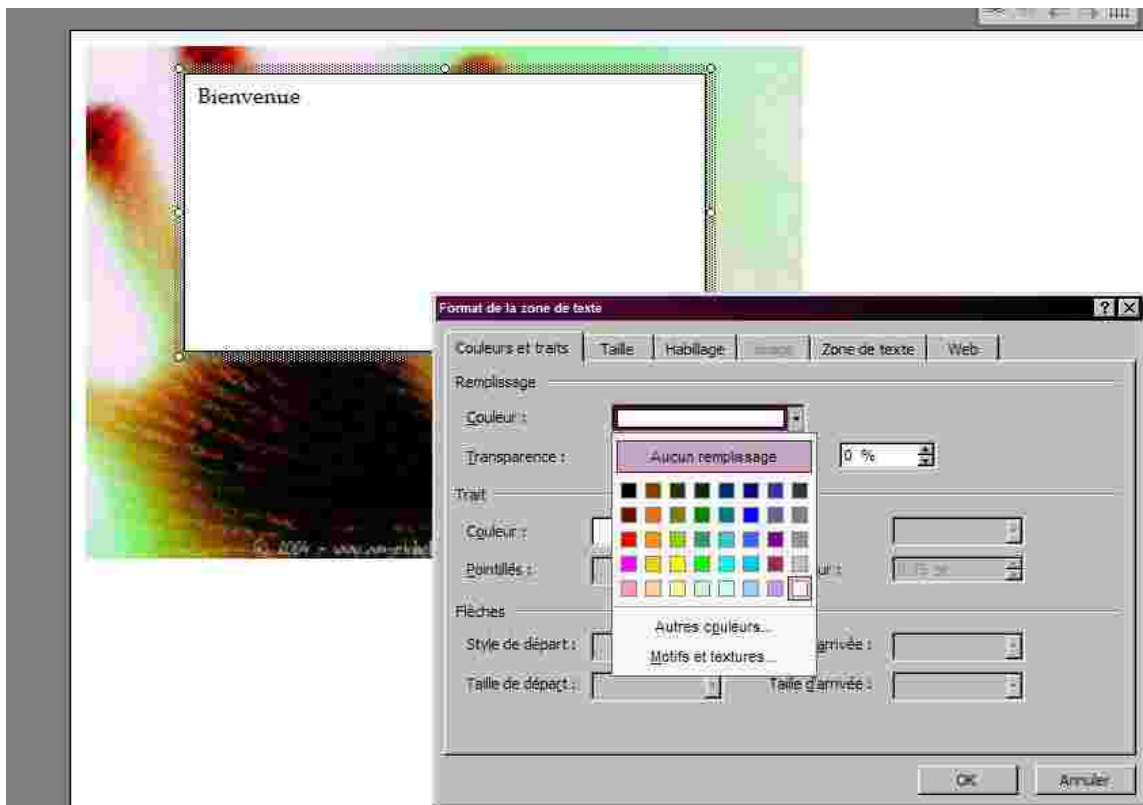 Bienvenue
Format de la zone de texte
Couleurs et traits Taille Habillage Zone de texte Web
Remplissage
Couleur :
Transparence : 0 %
Aucun remplissage
Trait
Couleur :
Pointillés :
Flèches
Autres couleurs...
Style de départ :
Motifs et textures...
Taille de départ : Taille d'arrivée :
OK Annuler